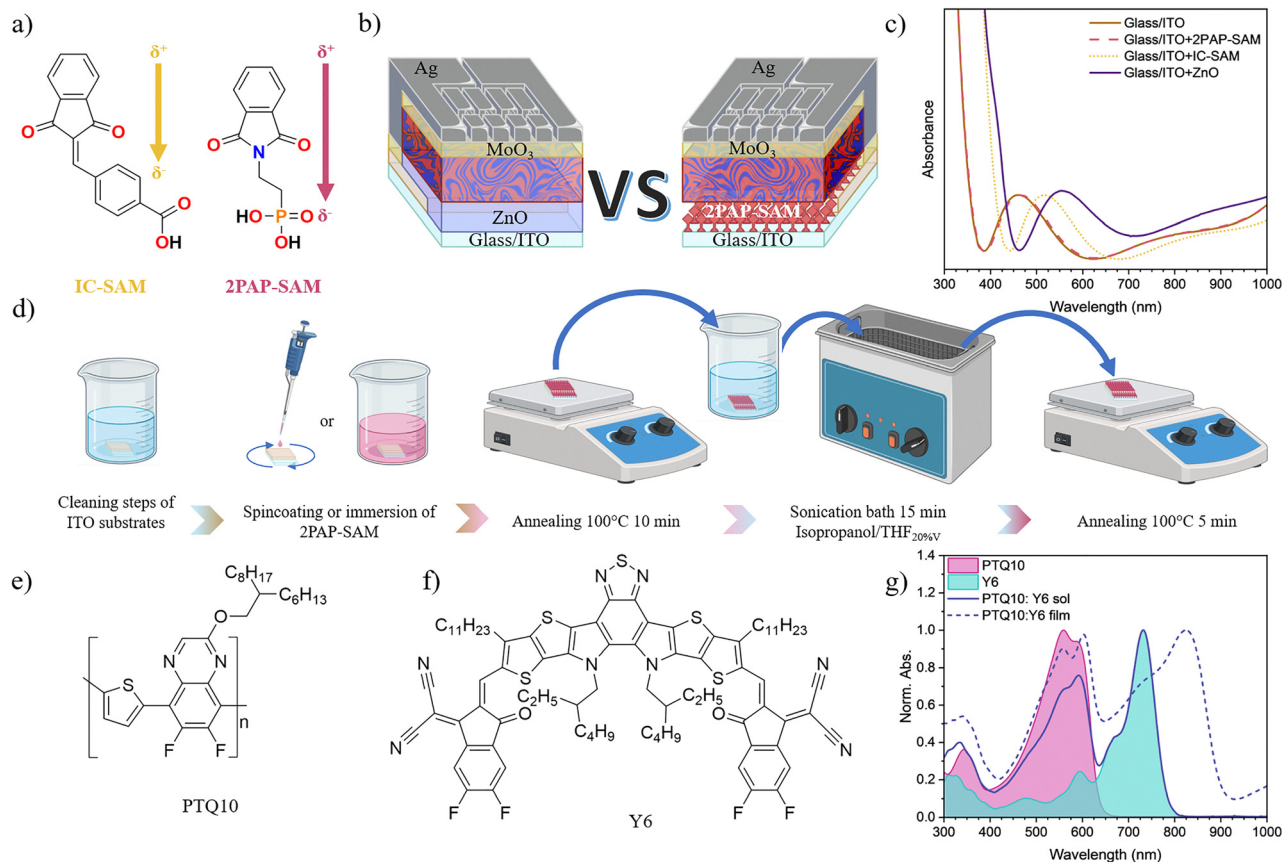 a)
δ+
δ-
O
O
O
OH
IC-SAM
δ+
δ-
O
O
N
HO
P
O
OH
2PAP-SAM
b)
Ag
MoO3
ZnO
Glass/ITO
VS
Ag
MoO3
2PAP-SAM
Glass/ITO
c)
Glass/ITO
Glass/ITO+2PAP-SAM
Glass/ITO+IC-SAM
Glass/ITO+ZnO
Absorbance
300 400 500 600 700 800 900 1000
Wavelength (nm)
d)
or
Cleaning steps of
ITO substrates
Spincoating or immersion of
2PAP-SAM
Annealing 100°C 10 min
Sonication bath 15 min
Isopropanol/THF20%V
Annealing 100°C 5 min
e)
C8H17
C6H13
O
N
N
S
F
F
n
PTQ10
f)
S
N
N
C11H23
S
S
C11H23
S
N
N
S
N
N
O
C2H5
C4H9
C2H5
C4H9
O
N
N
F
F
F
F
Y6
g)
PTQ10
Y6
PTQ10: Y6 sol
PTQ10:Y6 film
Norm. Abs.
1.4
1.2
1.0
0.8
0.6
0.4
0.2
0.0
300 400 500 600 700 800 900 1000
Wavelength (nm)